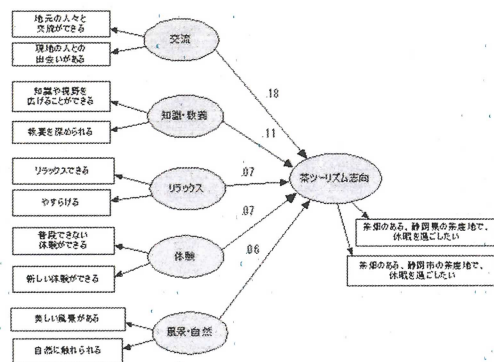 地元の人々と
交流ができる
現地の人との
出会いがある
交流
知識や視野を
広げることができる
教養を深められる
知識・教養
リラックスできる
やすらげる
リラックス
普段できない
体験ができる
新しい体験ができる
体験
美しい風景がある
自然に触れられる
風景・自然
.18
.11
.07
.07
.06
茶ツーリズム志向
茶畑のある、静岡県の茶産地で、
休暇を過ごしたい
茶畑のある、静岡市の茶産地で、
休暇を過ごしたい